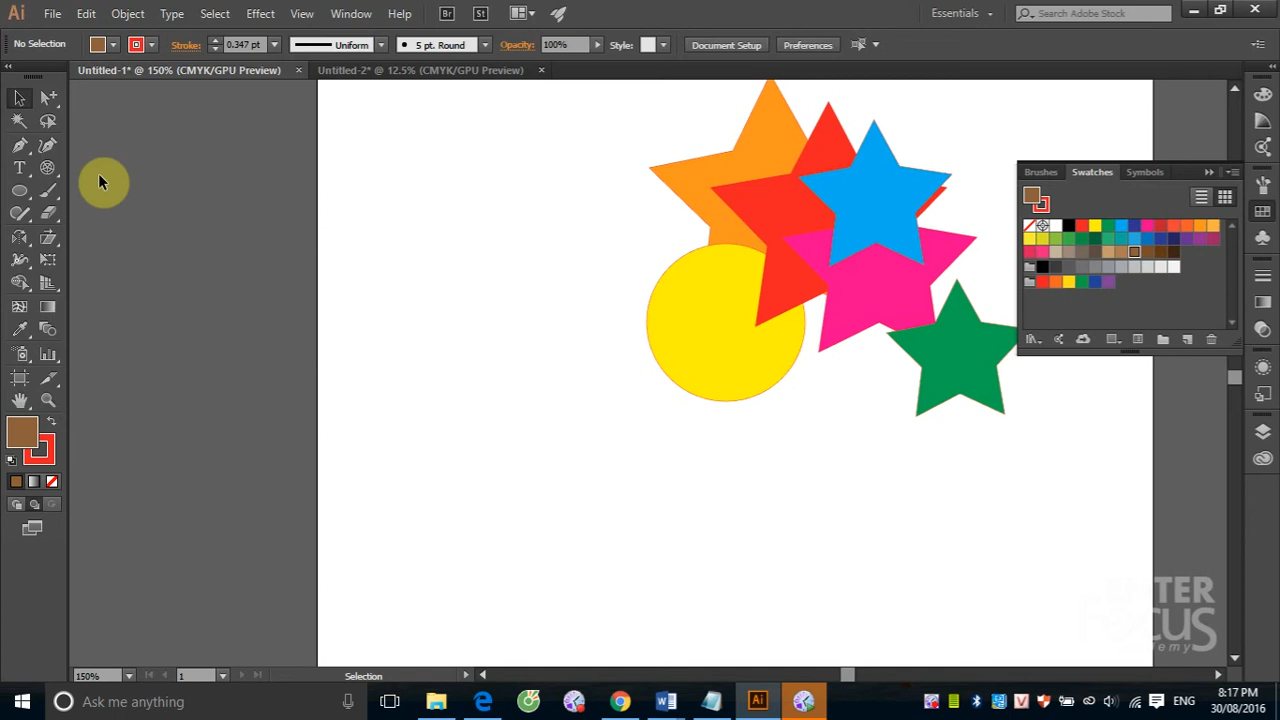 Ai File Edit Object Type Select Effect View Window Help Br St Essentials Search Adobe Stock
No Selection Stroke: 0.347 pt Uniform 5 pt. Round Opacity: 100% Style: Document Setup Preferences
Untitled-1* @ 150% (CMYK/GPU Preview) × Untitled-2* @ 12.5% (CMYK/GPU Preview) ×
Brushes Swatches Symbols
150% 1 Selection
Ask me anything ENG 8:17 PM
30/08/2016